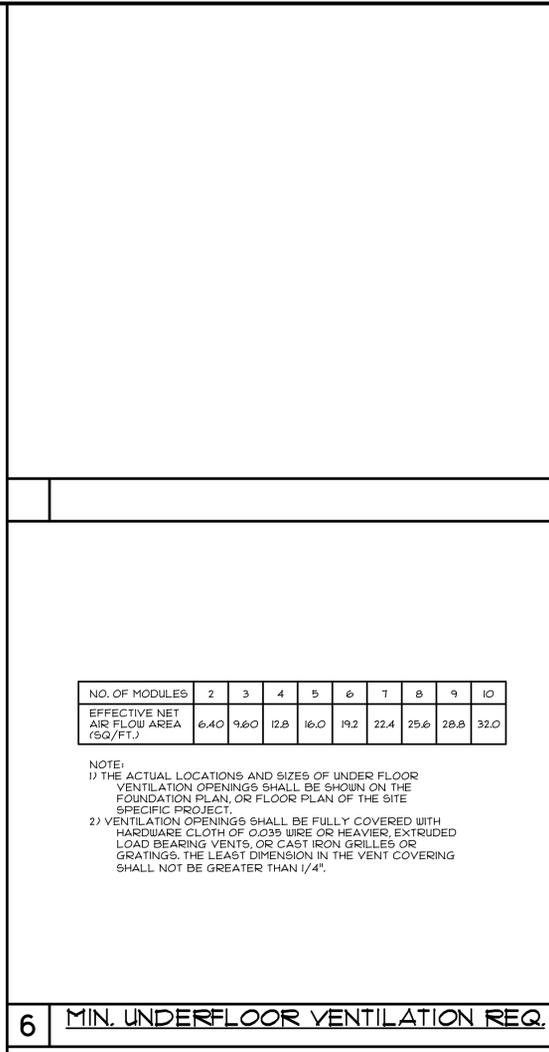 NO. OF MODULES 2 3 4 5 6 7 8 9 10
EFFECTIVE NET
AIR FLOW AREA 6.40 9.60 12.8 16.0 19.2 22.4 25.6 28.8 32.0
(SQ/FT.)
NOTE:
1) THE ACTUAL LOCATIONS AND SIZES OF UNDER FLOOR
VENTILATION OPENINGS SHALL BE SHOWN ON THE
FOUNDATION PLAN, OR FLOOR PLAN OF THE SITE
SPECIFIC PROJECT.
2) VENTILATION OPENINGS SHALL BE FULLY COVERED WITH
HARDWARE CLOTH OF 0.035 WIRE OR HEAVIER, EXTRUDED
LOAD BEARING VENTS, OR CAST IRON GRILLES OR
GRATINGS. THE LEAST DIMENSION IN THE VENT COVERING
SHALL NOT BE GREATER THAN 1/4".
6 MIN. UNDERFLOOR VENTILATION REQ.